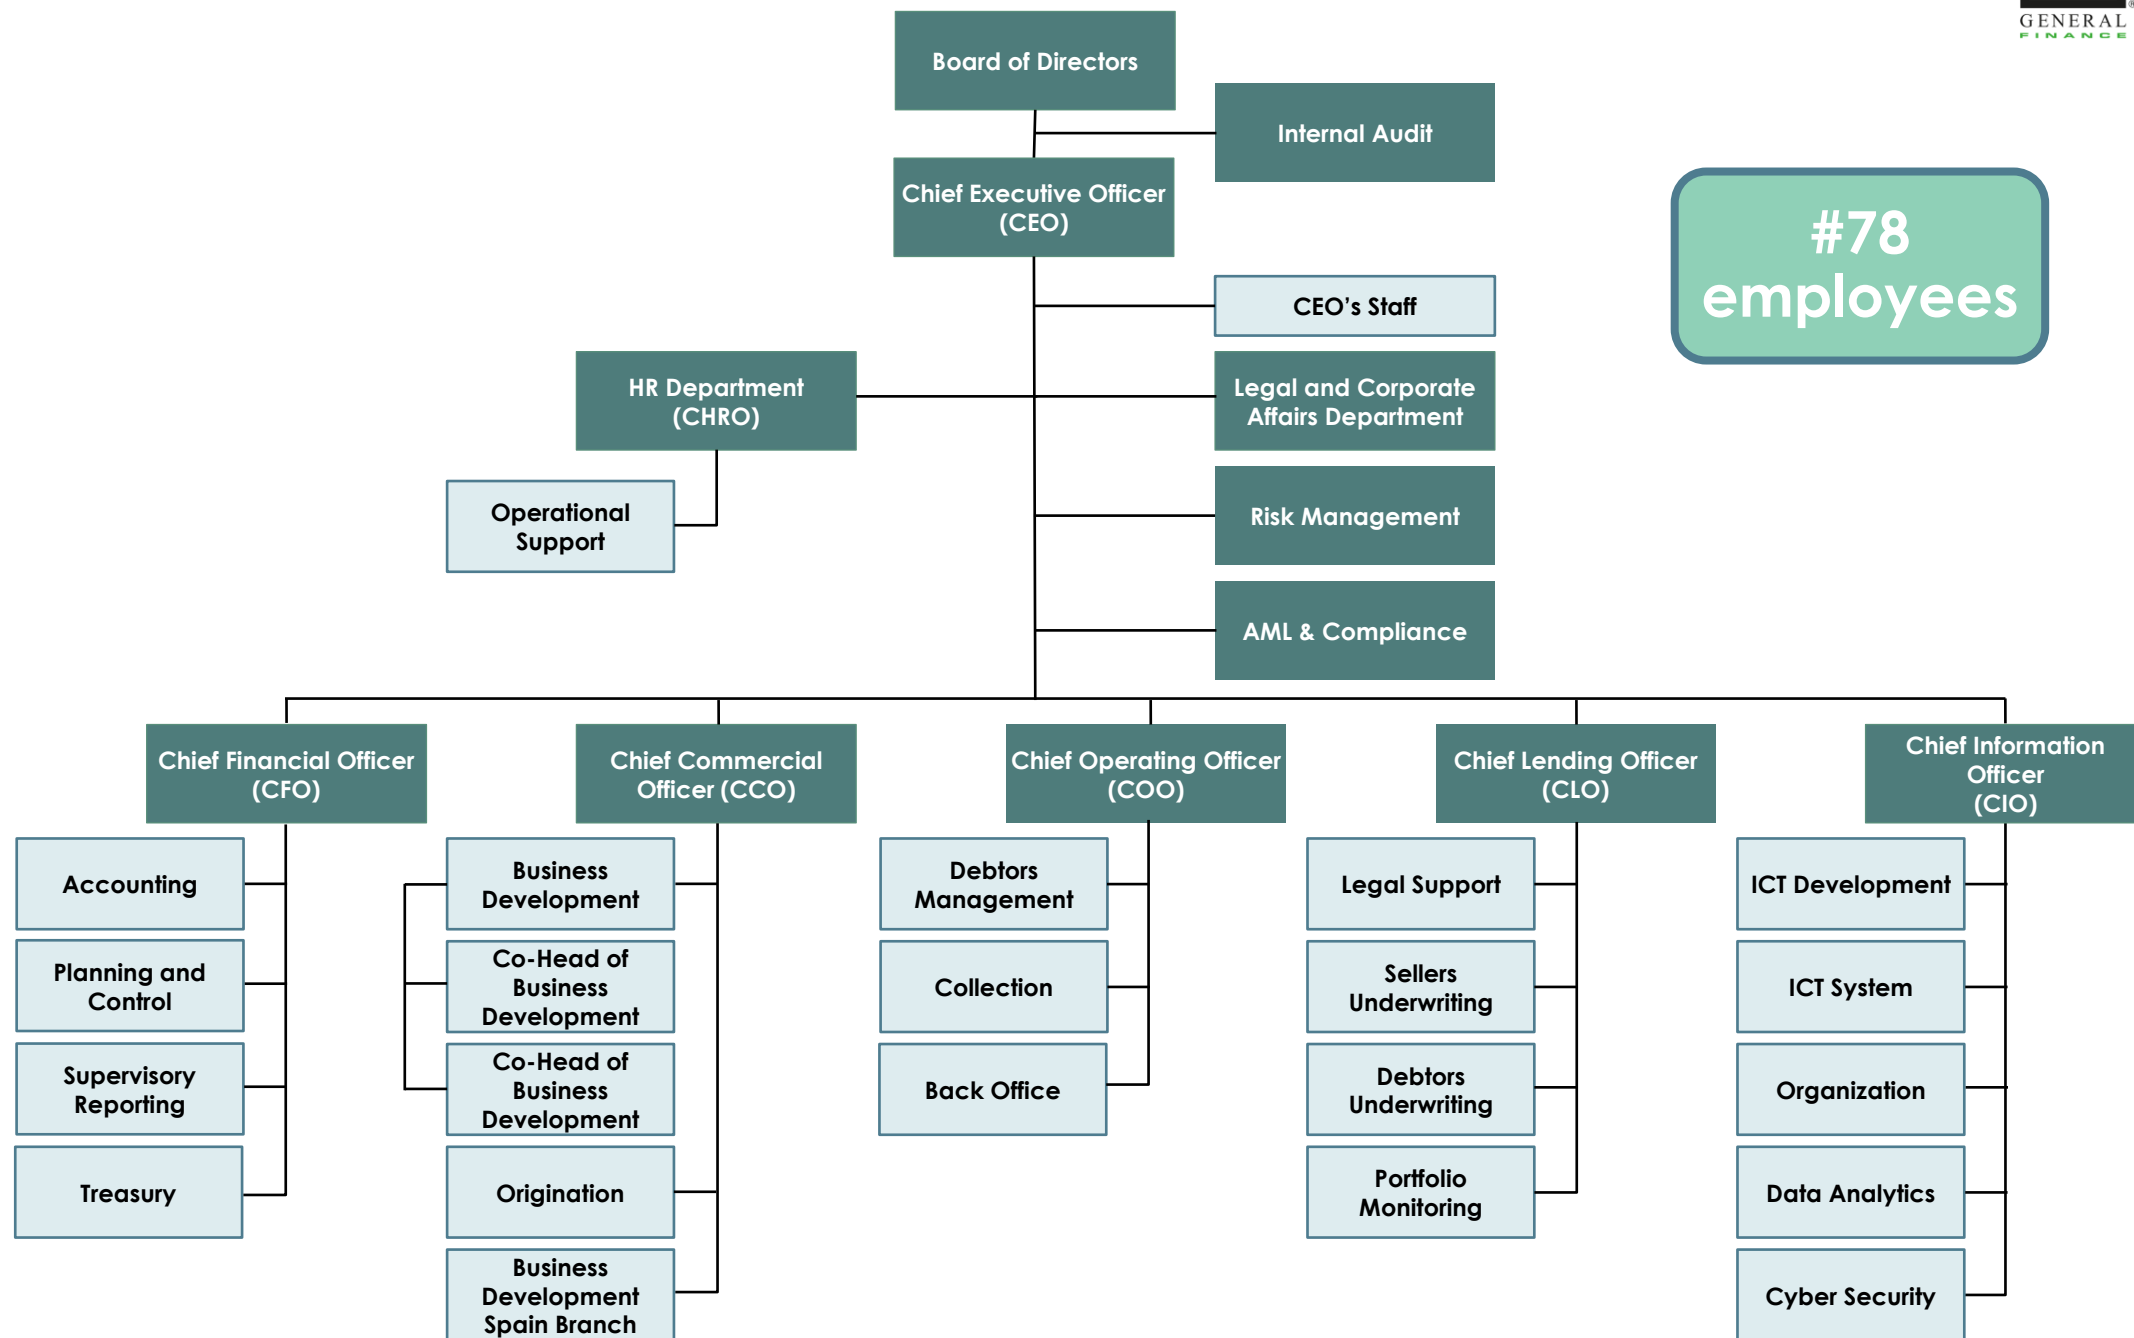 GENERAL
FINANCE
Board of Directors
Internal Audit
Chief Executive Officer
(CEO)
#78
employees
CEO’s Staff
HR Department
(CHRO)
Legal and Corporate
Affairs Department
Operational
Support
Risk Management
AML & Compliance
Chief Financial Officer
(CFO)
Chief Commercial
Officer (CCO)
Chief Operating Officer
(COO)
Chief Lending Officer
(CLO)
Chief Information
Officer
(CIO)
Accounting
Planning and
Control
Supervisory
Reporting
Treasury
Business
Development
Co-Head of
Business
Development
Co-Head of
Business
Development
Origination
Business
Development
Spain Branch
Debtors
Management
Collection
Back Office
Legal Support
Sellers
Underwriting
Debtors
Underwriting
Portfolio
Monitoring
ICT Development
ICT System
Organization
Data Analytics
Cyber Security